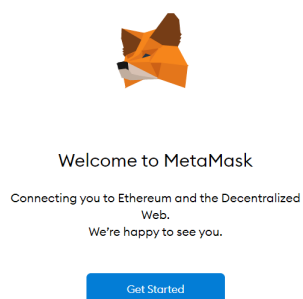 Welcome to MetaMask
Connecting you to Ethereum and the Decentralized
Web.
We’re happy to see you.
Get Started